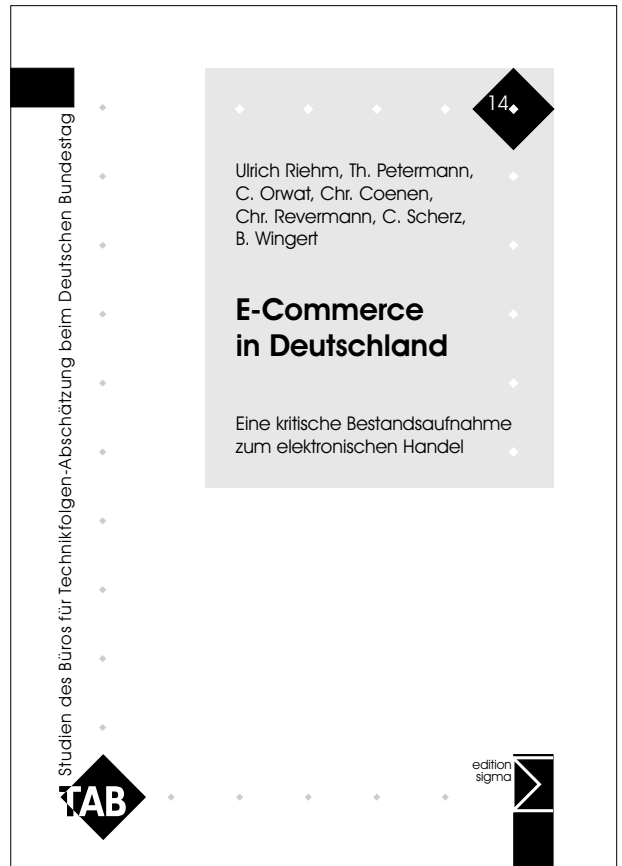 14
Ulrich Riehm, Th. Petermann,
C. Orwat, Chr. Coenen,
Chr. Revermann, C. Scherz,
B. Wingert
E-Commerce
in Deutschland
Eine kritische Bestandsaufnahme
zum elektronischen Handel
Studien des Büros für Technikfolgen-Abschätzung beim Deutschen Bundestag
TAB
edition
sigma